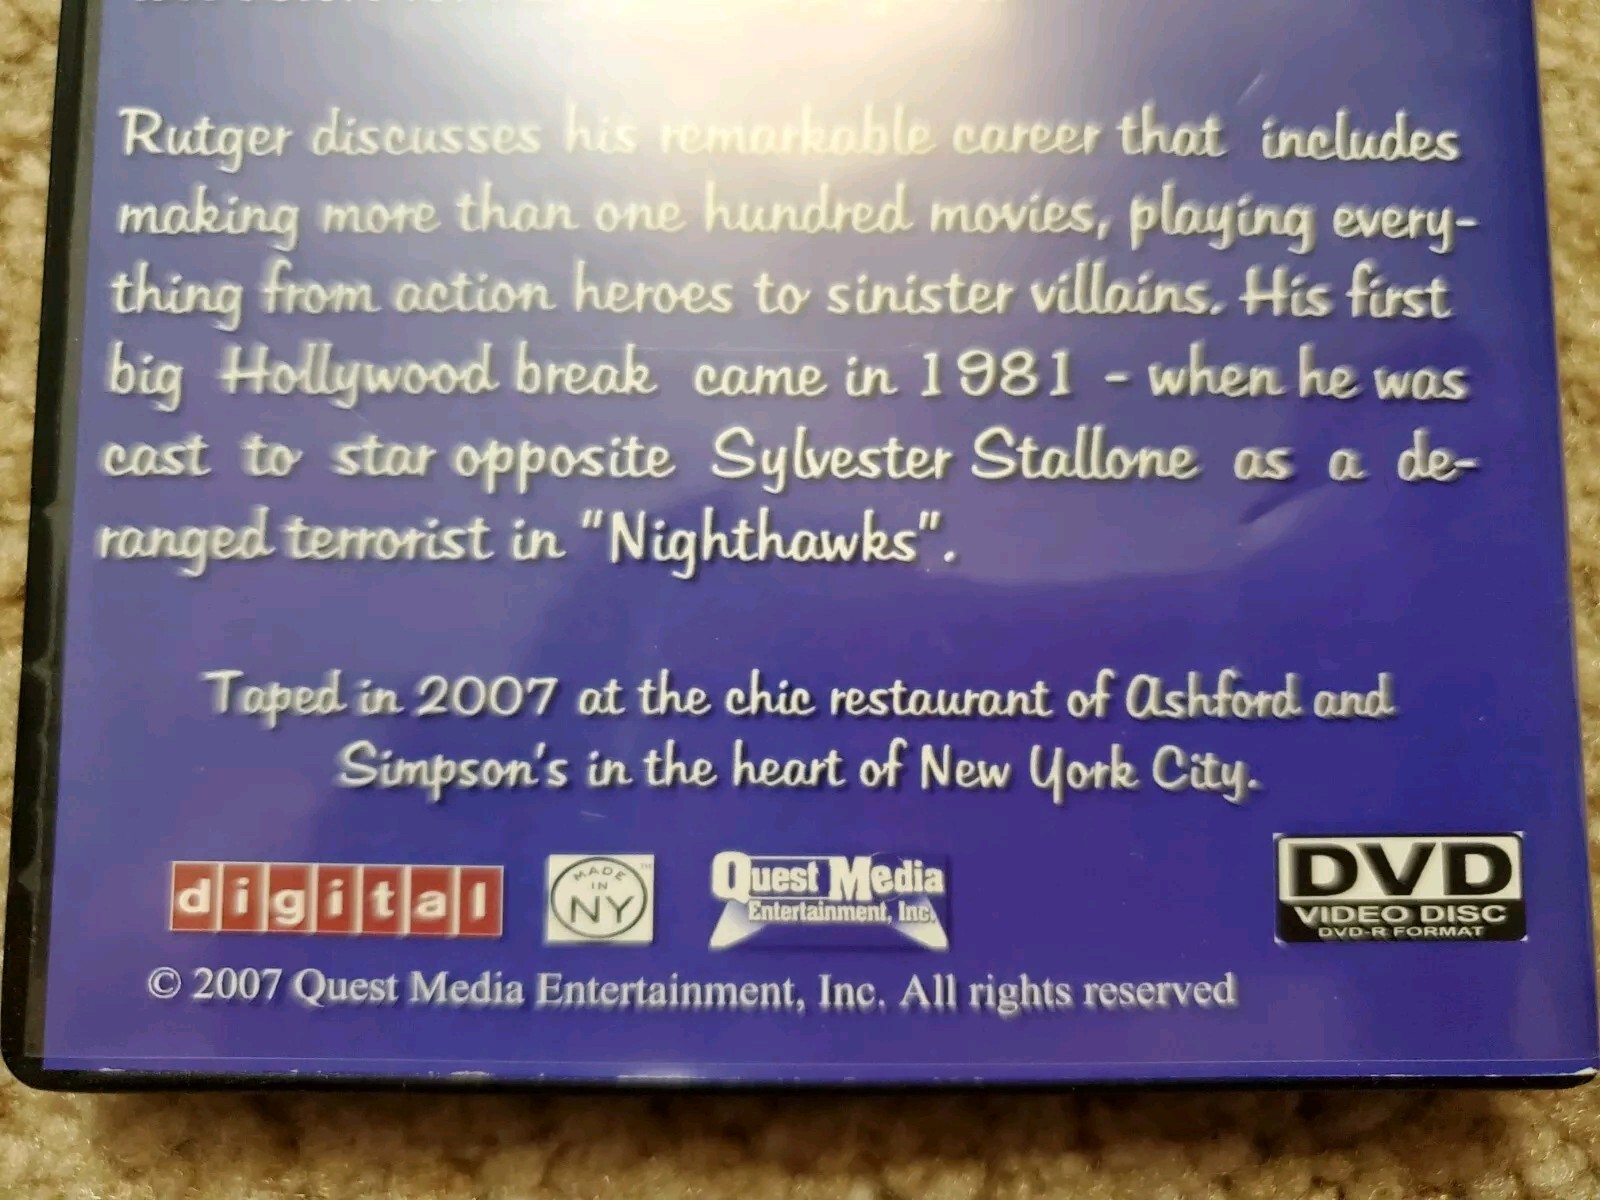 Rutger discusses his remarkable career that includes
making more than one hundred movies, playing every-
thing from action heroes to sinister villains. His first
big Hollywood break came in 1981 - when he was
cast to star opposite Sylvester Stallone as a de-
ranged terrorist in "Nighthawks".
Taped in 2007 at the chic restaurant of Ashford and
Simpson's in the heart of New York City.
digital
MADE
IN
NY
TM
Quest Media
Entertainment, Inc.
DVD
VIDEO DISC
DVD-R FORMAT
© 2007 Quest Media Entertainment, Inc. All rights reserved